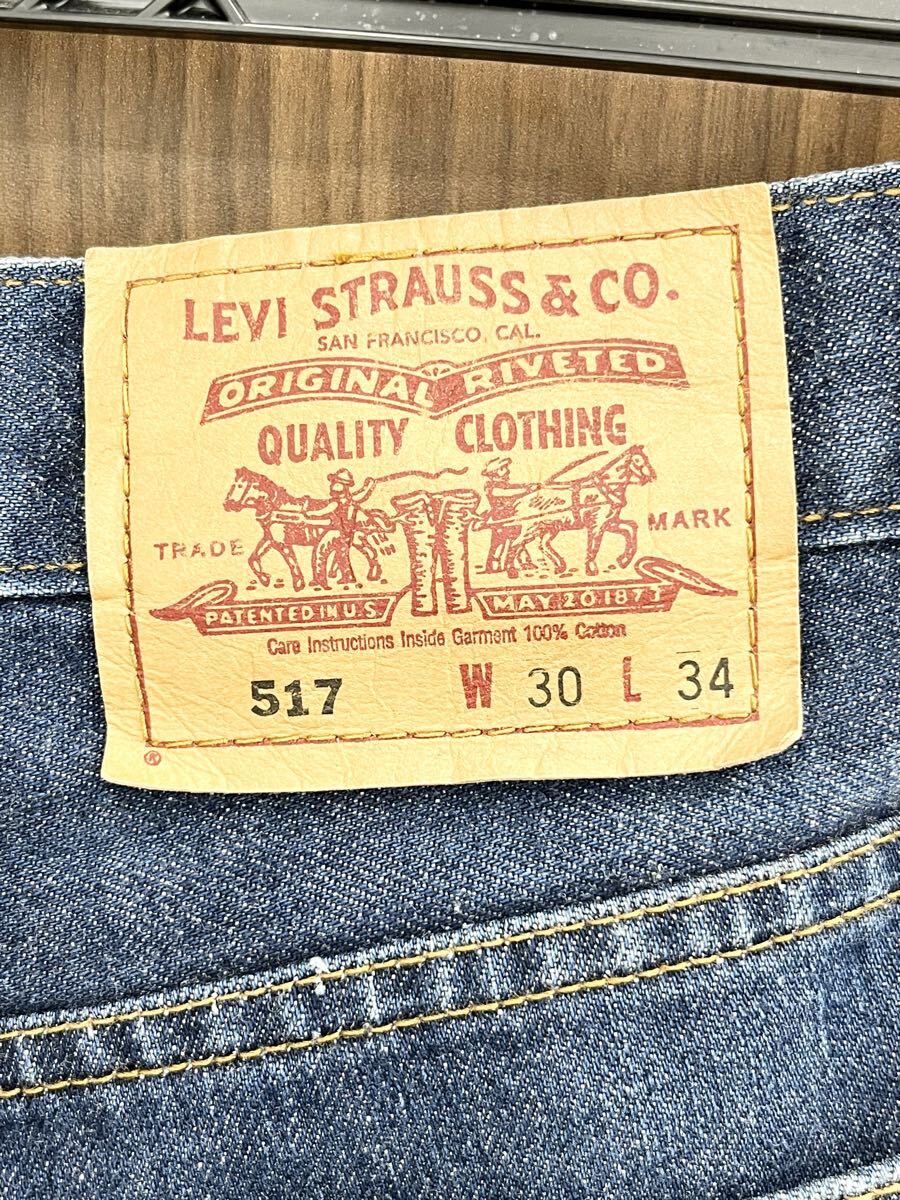 LEVI STRAUSS & CO.
SAN FRANCISCO, CAL.
ORIGINAL RIVETED
QUALITY CLOTHING
TRADE MARK
PATENTED IN U.S. MAY 20 1873
Care Instructions Inside Garment 100% Cotton
517 W 30 L 34
®